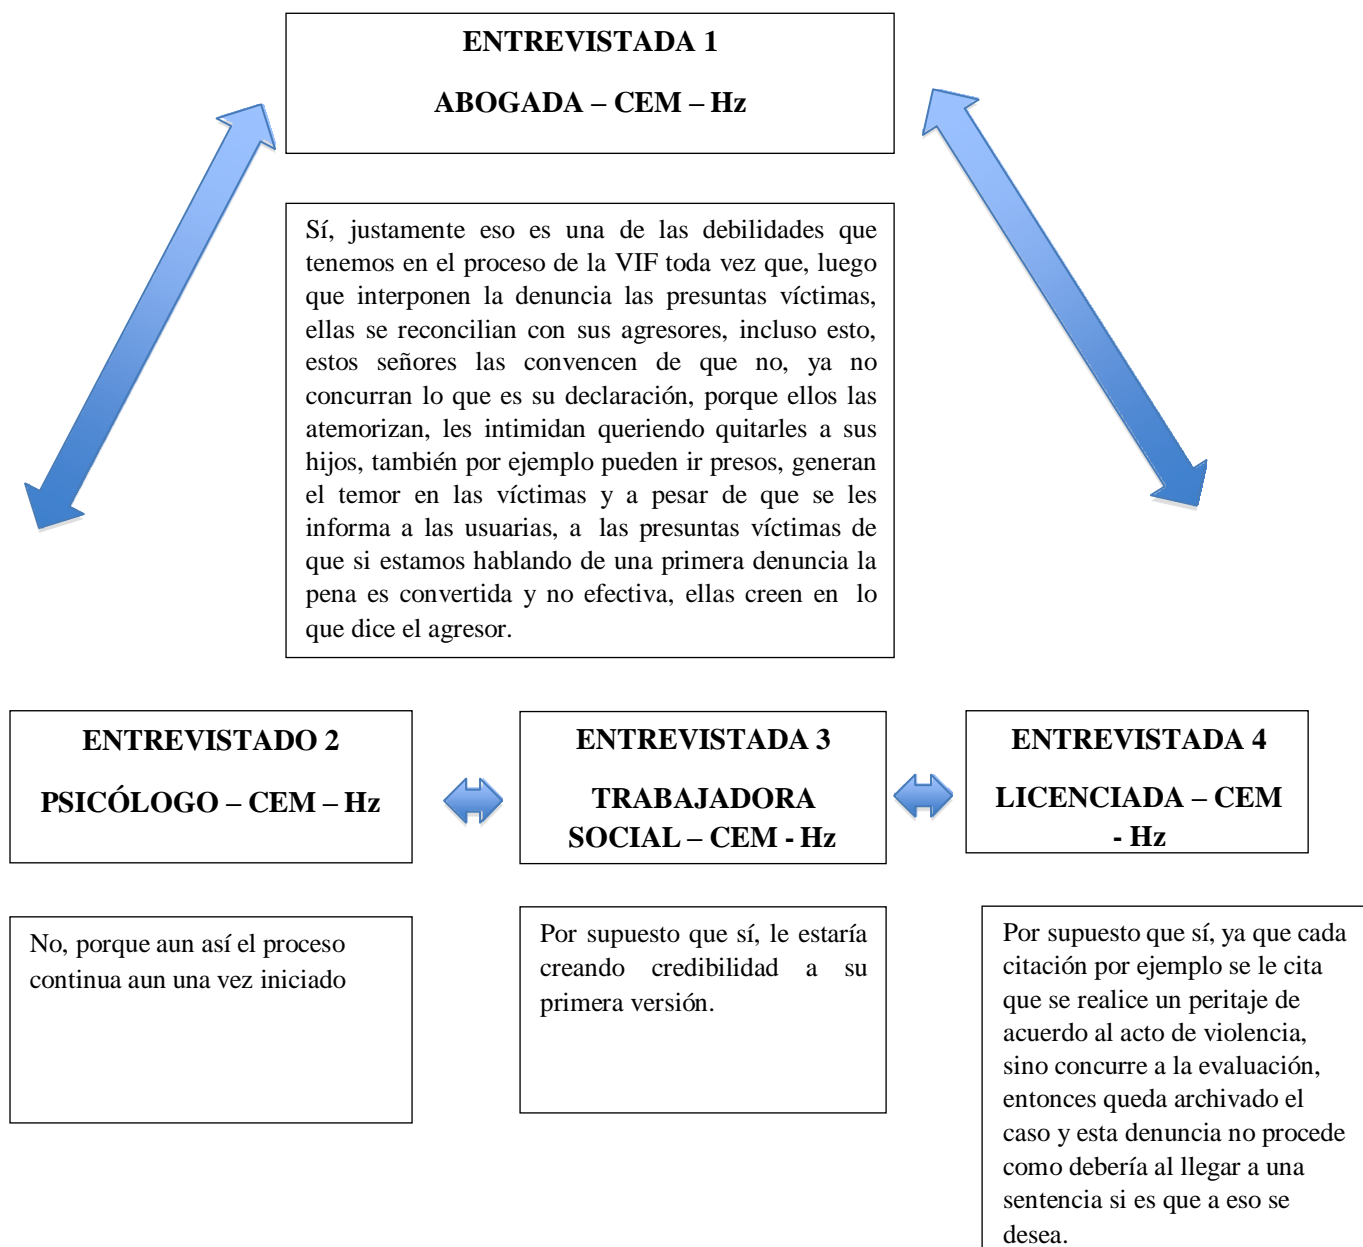 ENTREVISTADA 1
ABOGADA – CEM – Hz
Sí, justamente eso es una de las debilidades que
tenemos en el proceso de la VIF toda vez que, luego
que interponen la denuncia las presuntas víctimas,
ellas se reconcilian con sus agresores, incluso esto,
estos señores las convencen de que no, ya no
concurran lo que es su declaración, porque ellos las
atemorizan, les intimidan queriendo quitarles a sus
hijos, también por ejemplo pueden ir presos, generan
el temor en las víctimas y a pesar de que se les
informa a las usuarias, a las presuntas víctimas de
que si estamos hablando de una primera denuncia la
pena es convertida y no efectiva, ellas creen en lo
que dice el agresor.
ENTREVISTADO 2
PSICÓLOGO – CEM – Hz
No, porque aun así el proceso
continua aun una vez iniciado
ENTREVISTADA 3
TRABAJADORA
SOCIAL – CEM - Hz
Por supuesto que sí, le estaría
creando credibilidad a su
primera versión.
ENTREVISTADA 4
LICENCIADA – CEM
- Hz
Por supuesto que sí, ya que cada
citación por ejemplo se le cita
que se realice un peritaje de
acuerdo al acto de violencia,
sino concurre a la evaluación,
entonces queda archivado el
caso y esta denuncia no procede
como debería al llegar a una
sentencia si es que a eso se
desea.